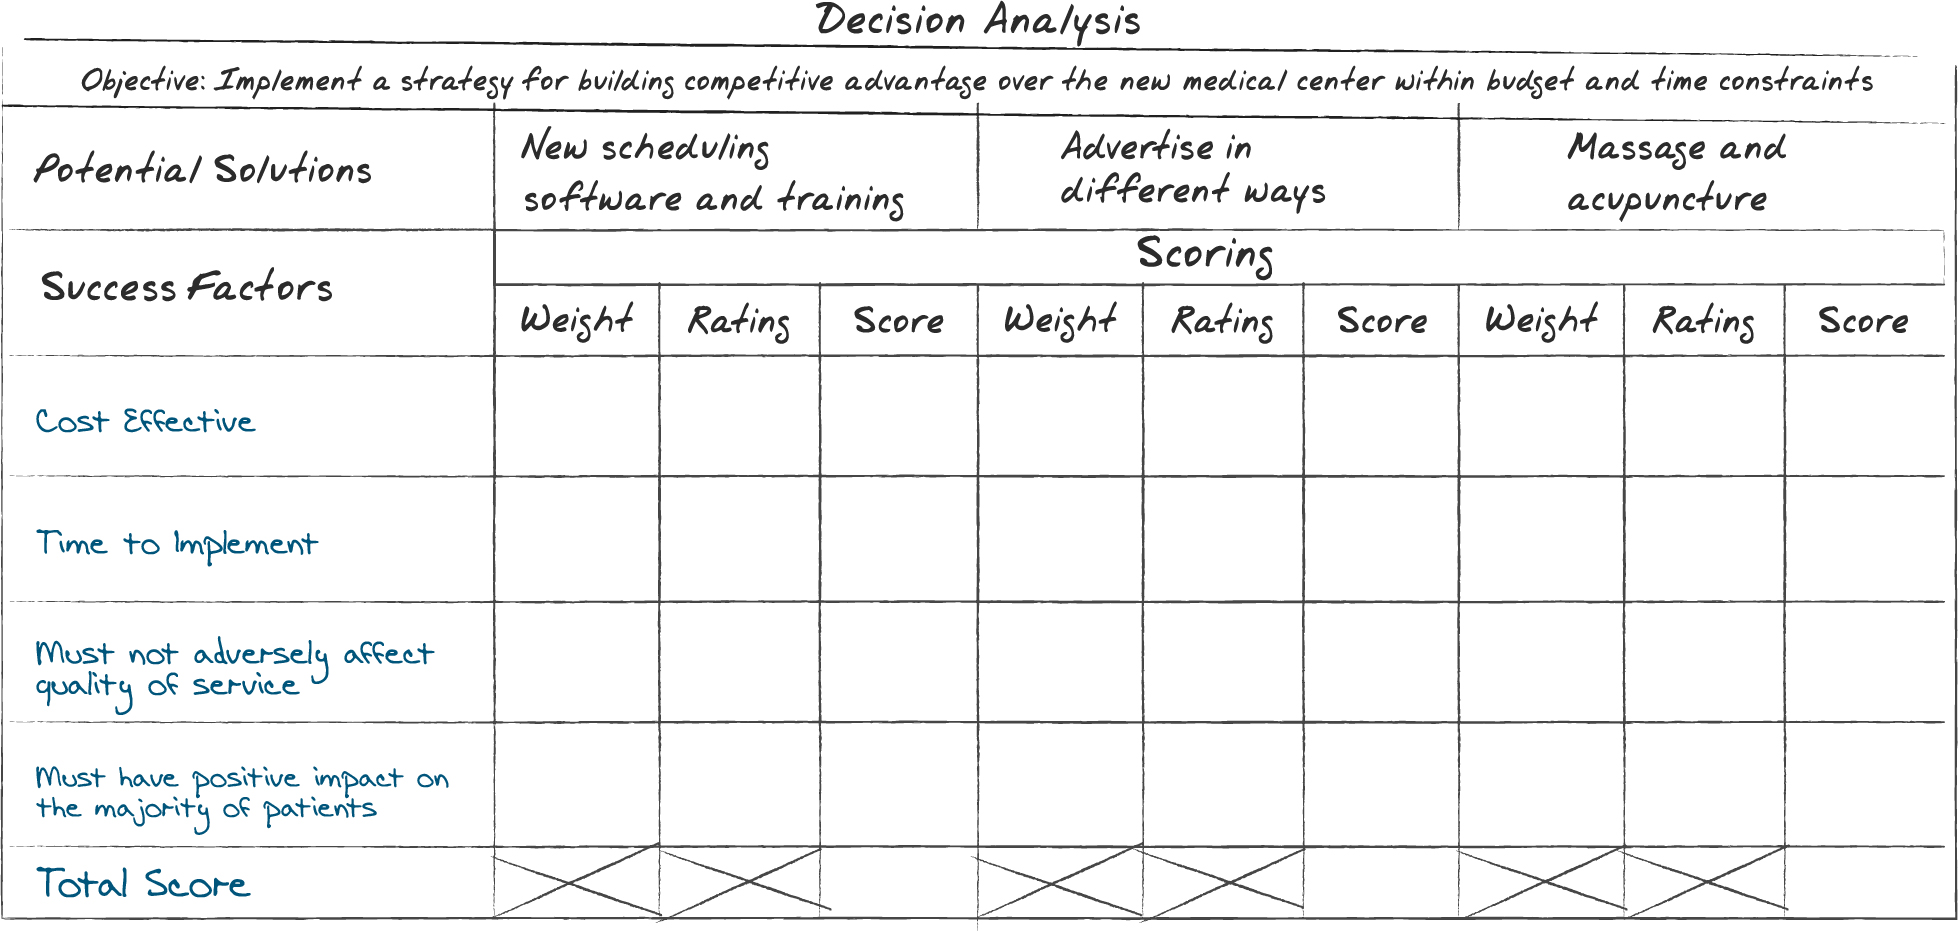 Decision Analysis
Objective: Implement a strategy for building competitive advantage over the new medical center within budget and time constraints
Potential Solutions
New scheduling
software and training
Advertise in
different ways
Massage and
acupuncture
Success Factors
Scoring
Weight Rating Score Weight Rating Score Weight Rating Score
Cost Effective
Time to Implement
Must not adversely affect
quality of service
Must have positive impact on
the majority of patients
Total Score